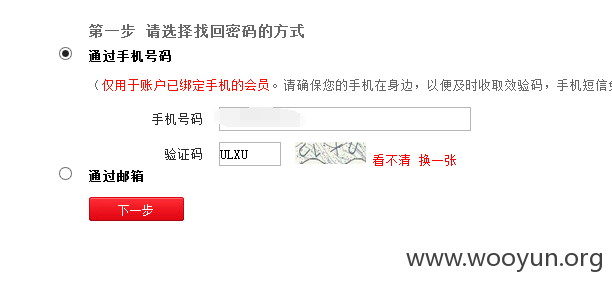 第一步 请选择找回密码的方式
通过手机号码
（仅用于账户已绑定手机的会员。请确保您的手机在身边，以便及时收取效验码，手机短信
手机号码
验证码 ULXU ULXU 看不清 换一张
通过邮箱
下一步
www.wooyun.org